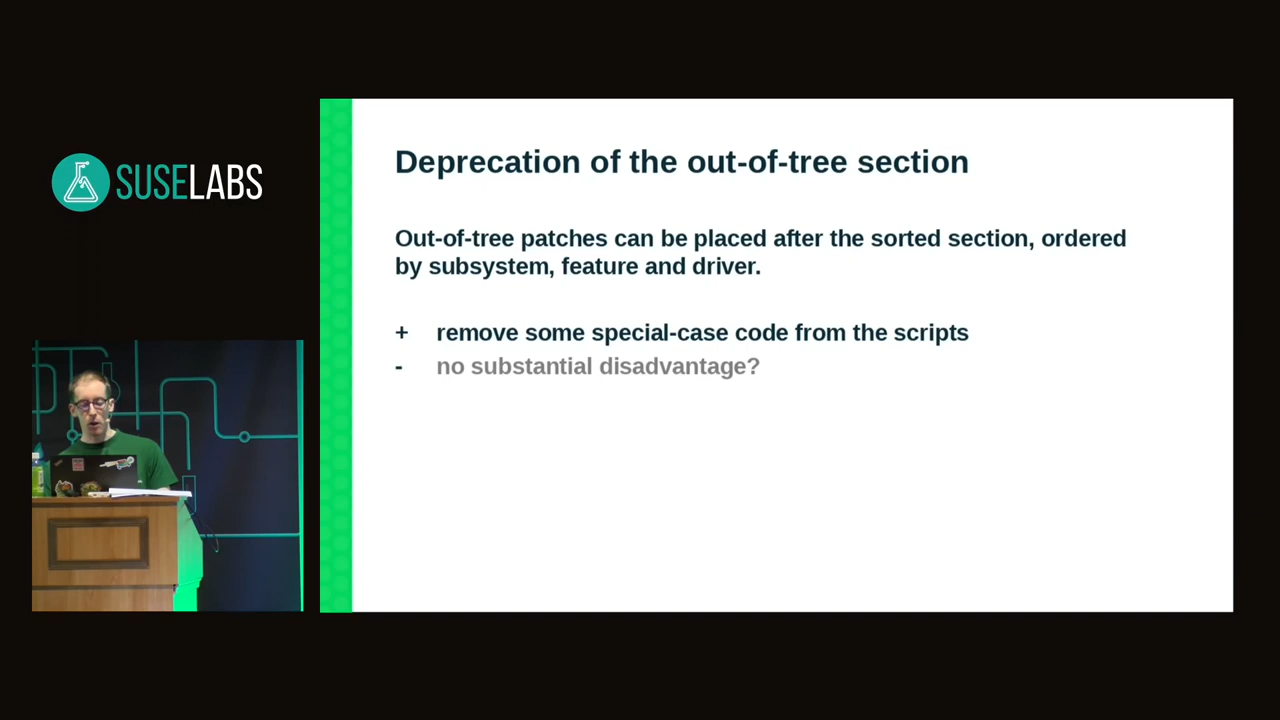 SUSELABS
Deprecation of the out-of-tree section
Out-of-tree patches can be placed after the sorted section, ordered
by subsystem, feature and driver.
+ remove some special-case code from the scripts
- no substantial disadvantage?